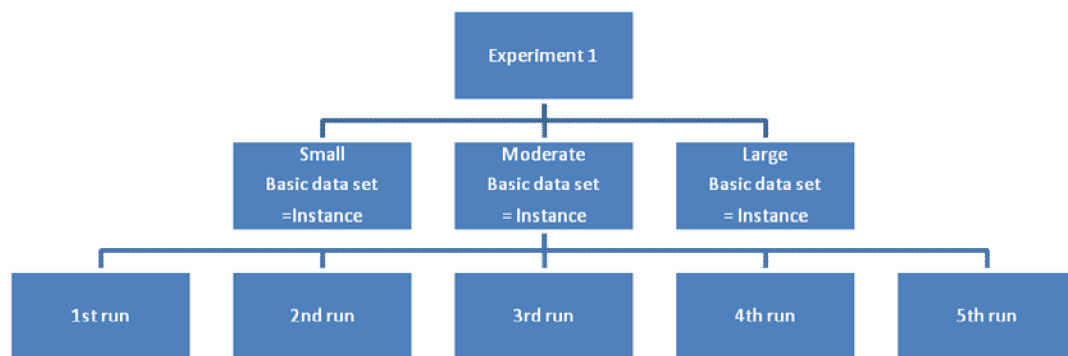 Experiment 1
Small
Basic data set
=Instance
Moderate
Basic data set
= Instance
Large
Basic data set
= Instance
1st run
2nd run
3rd run
4th run
5th run